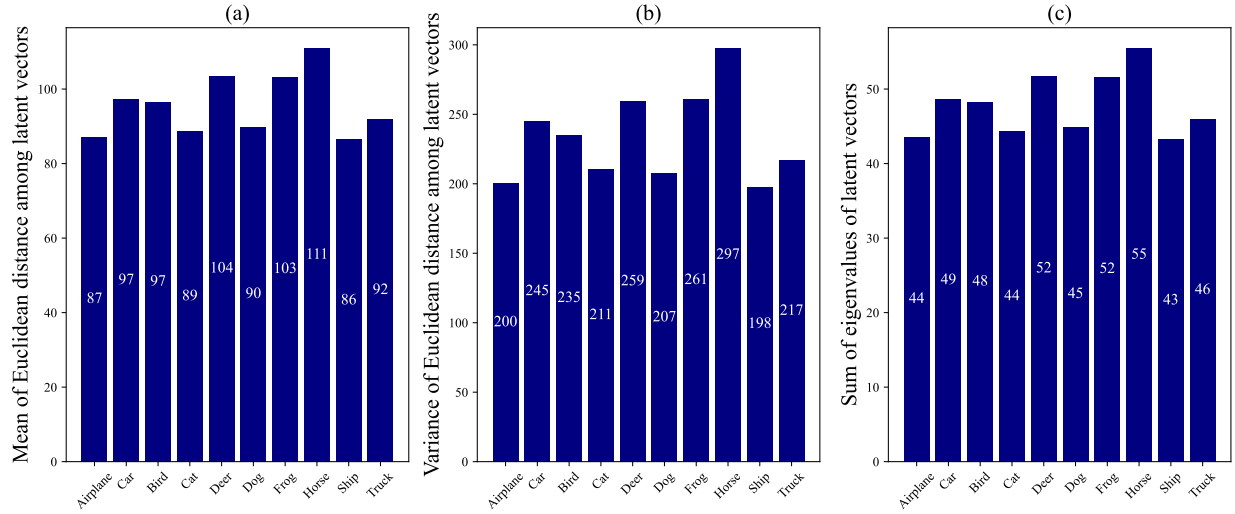 (a)
Mean of Euclidean distance among latent vectors
100
80
60
40
20
0
87
97
97
89
104
90
103
111
86
92
Airplane
Car
Bird
Cat
Deer
Dog
Frog
Horse
Ship
Truck
(b)
Variance of Euclidean distance among latent vectors
300
250
200
150
100
50
0
200
245
235
211
259
207
261
297
198
217
Airplane
Car
Bird
Cat
Deer
Dog
Frog
Horse
Ship
Truck
(c)
Sum of eigenvalues of latent vectors
50
40
30
20
10
0
44
49
48
44
52
45
52
55
43
46
Airplane
Car
Bird
Cat
Deer
Dog
Frog
Horse
Ship
Truck